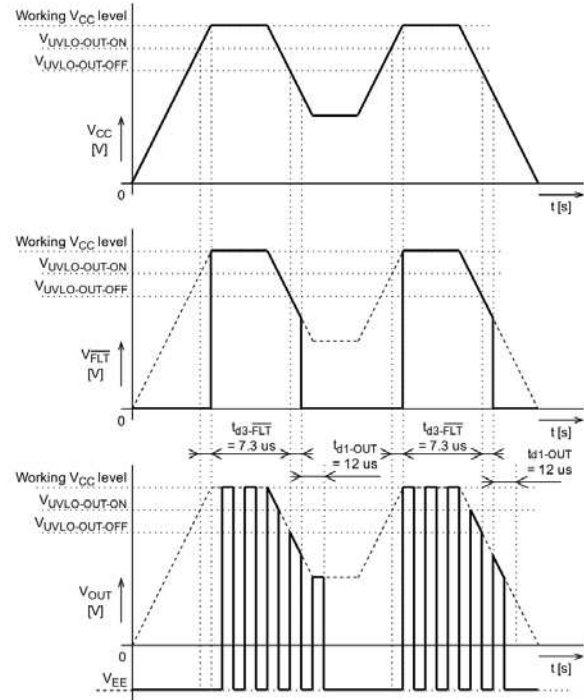 Working VCC level
VUVLO-OUT-ON
VUVLO-OUT-OFF
VCC
[V]
0
t [s]
Working VCC level
VUVLO-OUT-ON
VUVLO-OUT-OFF
VFLT
[V]
0
t [s]
td3-FLT
= 7.3 us
td1-OUT
= 12 us
td3-FLT
= 7.3 us
td1-OUT
= 12 us
Working VCC level
VUVLO-OUT-ON
VUVLO-OUT-OFF
VOUT
[V]
0
t [s]
VEE